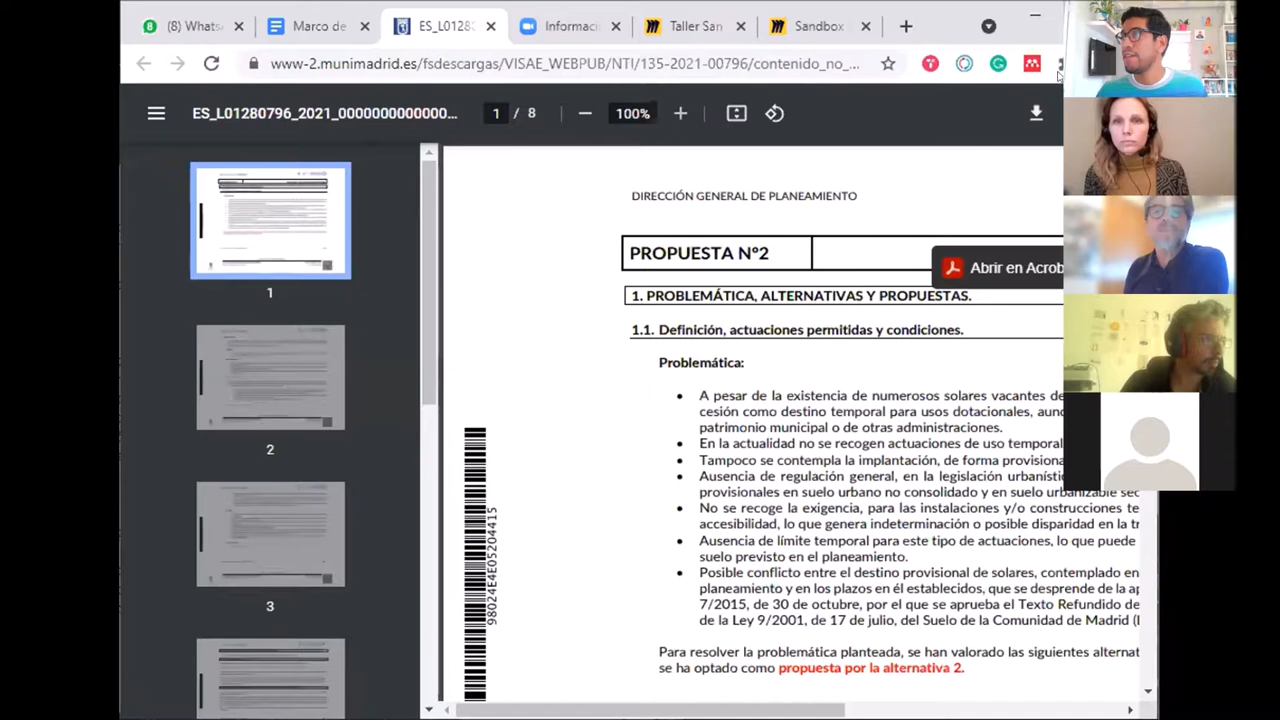 (8) Whats
Marco de
ES_L0128
Informaci
Taller San
Sandbox
www-2.munimadrid.es/fsdescargas/VISAE_WEBPUB/NTI/135-2021-00796/contenido_no_...
ES_L01280796_2021_0000000000000...
1 / 8
100%
1
2
3
DIRECCIÓN GENERAL DE PLANEAMIENTO
PROPUESTA Nº2
Abrir en Acrob
1. PROBLEMÁTICA, ALTERNATIVAS Y PROPUESTAS.
1.1. Definición, actuaciones permitidas y condiciones.
Problemática:
• A pesar de la existencia de numerosos solares vacantes de
cesión como destino temporal para usos dotacionales, aunq
patrimonio municipal o de otras administraciones.
• En la actualidad no se recogen actuaciones de uso temporal
• Tampoco se contempla la implantación, de forma provisiona
• Ausencia de regulación general, en la legislación urbanísti
provisionales en suelo urbano no consolidado y en suelo urbanizable sec
• No se recoge la exigencia, para las instalaciones y/o construcciones te
accesibilidad, lo que genera indeterminación o posible disparidad en la tr
• Ausencia de límite temporal para este tipo de actuaciones, lo que puede
suelo previsto en el planeamiento.
• Posible conflicto entre el destino provisional de solares, contemplado en
planeamiento y en los plazos en él establecidos, que se desprende de la ap
7/2015, de 30 de octubre, por el que se aprueba el Texto Refundido de
de la Ley 9/2001, de 17 de julio, del Suelo de la Comunidad de Madrid (
Para resolver la problemática planteada, se han valorado las siguientes alternat
se ha optado como propuesta por la alternativa 2.
98024E4E05204415